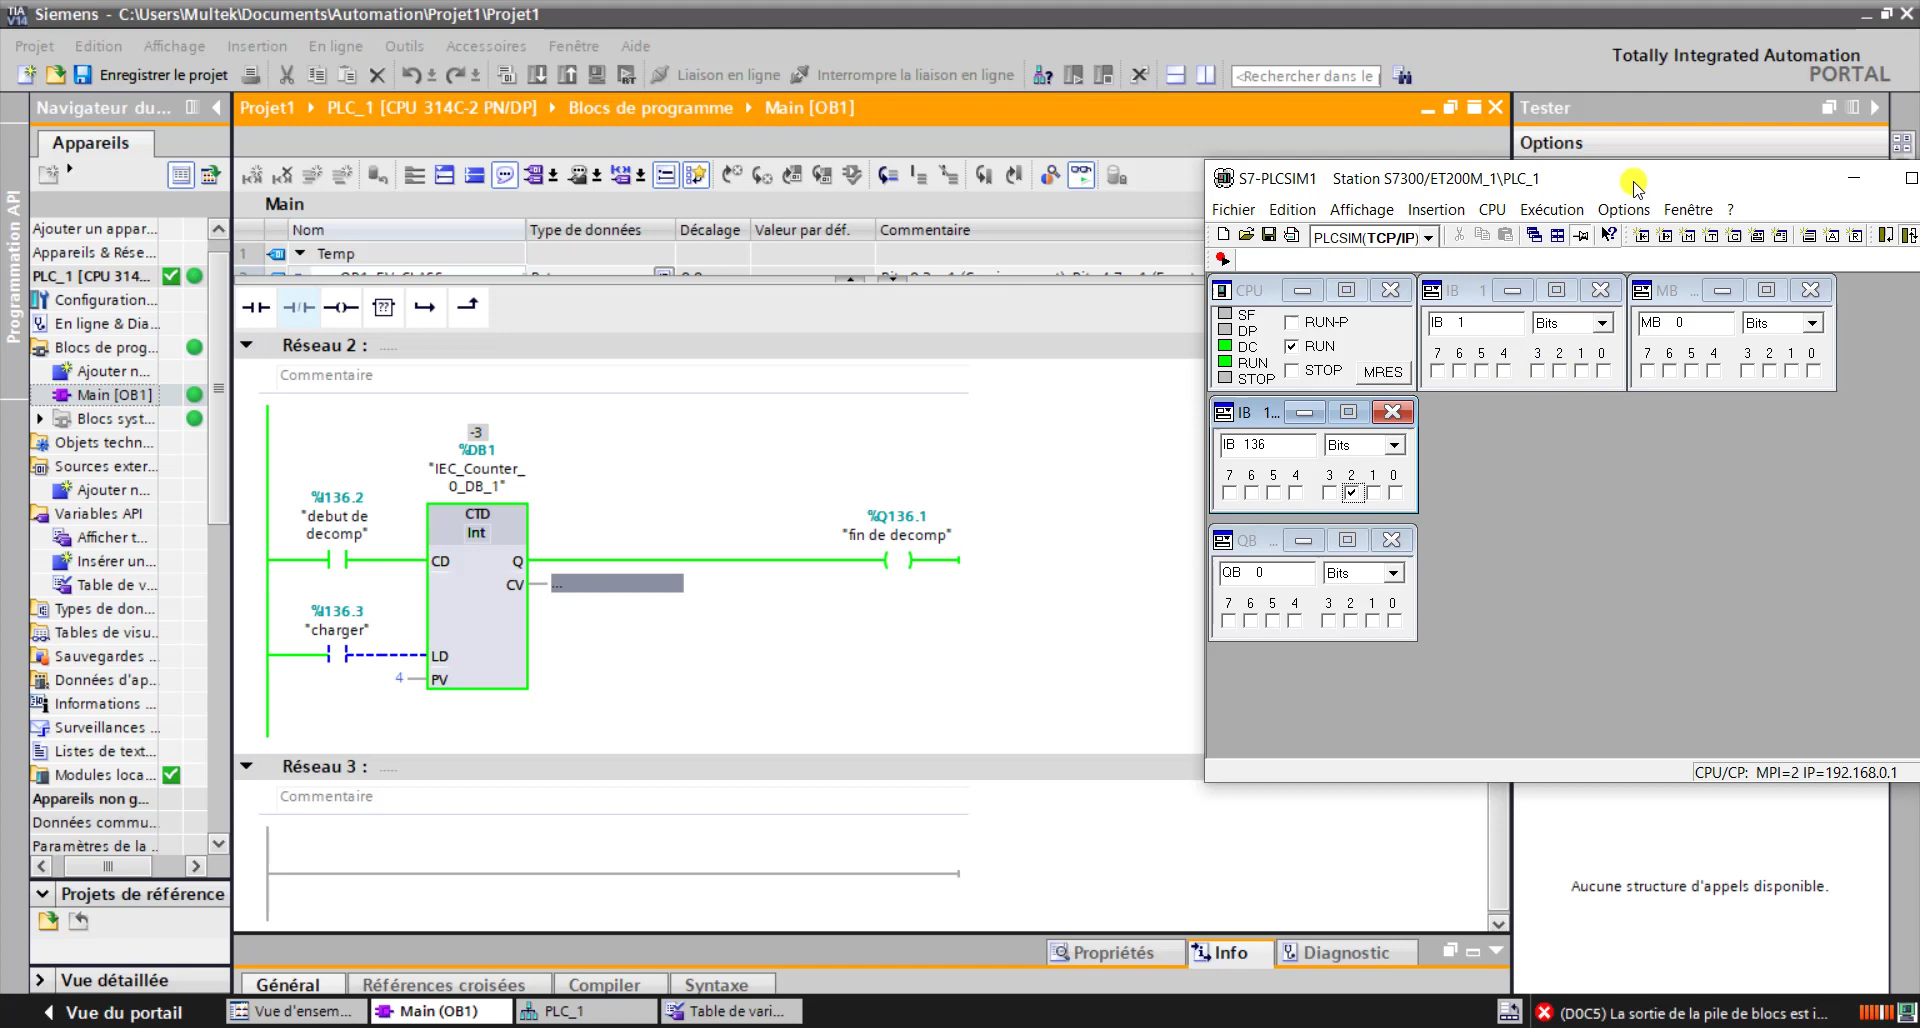 TIA V14 Siemens - C:\Users\Multek\Documents\Automation\Projet1\Projet1
Projet Edition Affichage Insertion En ligne Outils Accessoires Fenêtre Aide
Totally Integrated Automation
PORTAL
Enregistrer le projet Liaison en ligne Interrompre la liaison en ligne <Rechercher dans le p
Navigateur du...
Projet1 PLC_1 [CPU 314C-2 PN/DP] Blocs de programme Main [OB1]
Tester
Options
Programmation API
Appareils
Ajouter un appar...
Appareils & Rése...
PLC_1 [CPU 314...
Configuration...
En ligne & Dia...
Blocs de prog...
Ajouter n...
Main [OB1]
Blocs syst...
Objets techn...
Sources exter...
Ajouter n...
Variables API
Afficher t...
Insérer un...
Table de v...
Types de don...
Tables de visu...
Sauvegardes ...
Données d'ap...
Informations ...
Surveillances ...
Listes de text...
Modules loca...
Appareils non g...
Données commu...
Paramètres de la ..
Projets de référence
Vue détaillée
Main
Nom Type de données Décalage Valeur par déf. Commentaire
1 Temp
??
Réseau 2 : .....
Commentaire
-3
%DB1
"IEC_Counter_
0_DB_1"
%I136.2
"debut de
decomp"
CTD
Int
%Q136.1
"fin de decomp"
CD Q
CV ...
%I136.3
"charger"
LD
4 PV
Réseau 3 : .....
Commentaire
S7-PLCSIM1 Station S7300/ET200M_1\PLC_1
Fichier Edition Affichage Insertion CPU Exécution Options Fenêtre ?
PLCSIM(TCP/IP)
CPU
SF
DP
DC
RUN
STOP
RUN-P
RUN
STOP
MRES
IB 1
IB 1 Bits
7 6 5 4 3 2 1 0
MB ...
MB 0 Bits
7 6 5 4 3 2 1 0
IB 1...
IB 136 Bits
7 6 5 4 3 2 1 0
QB ...
QB 0 Bits
7 6 5 4 3 2 1 0
CPU/CP: MPI=2 IP=192.168.0.1
Aucune structure d'appels disponible.
Propriétés Info Diagnostic
Général Références croisées Compiler Syntaxe
Vue du portail
Vue d'ensem... Main (OB1) PLC_1 Table de vari...
(D0C5) La sortie de la pile de blocs est i...